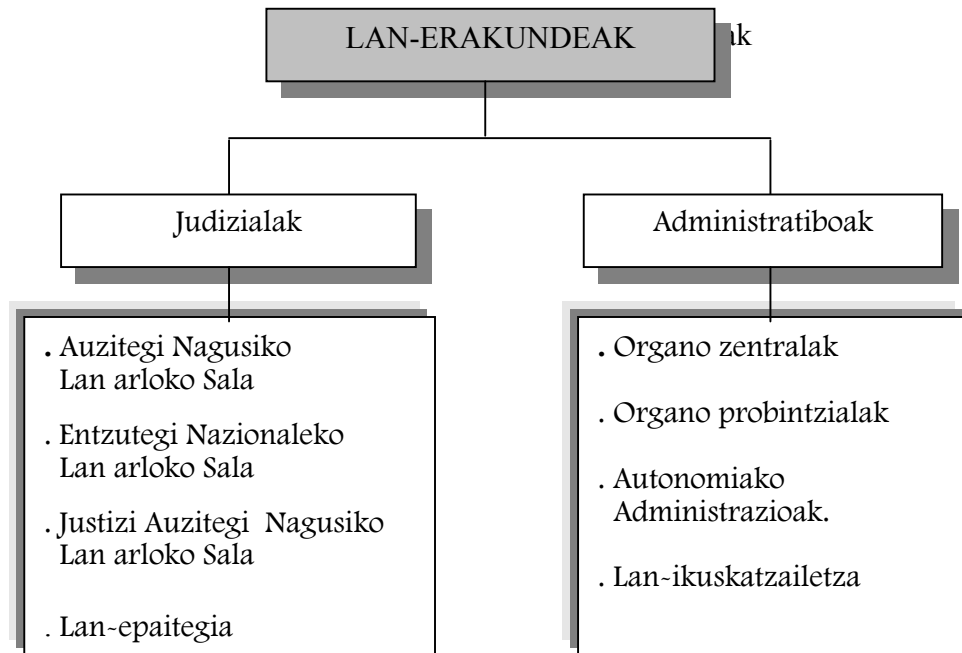 LAN-ERAKUNDEAK
Judizialak
Administratiboak
. Auzitegi Nagusiko
Lan arloko Sala
. Entzutegi Nazionaleko
Lan arloko Sala
. Justizi Auzitegi Nagusiko
Lan arloko Sala
. Lan-epaitegia
. Organo zentralak
. Organo probintzialak
. Autonomiako
Administrazioak.
. Lan-ikuskatzailetza